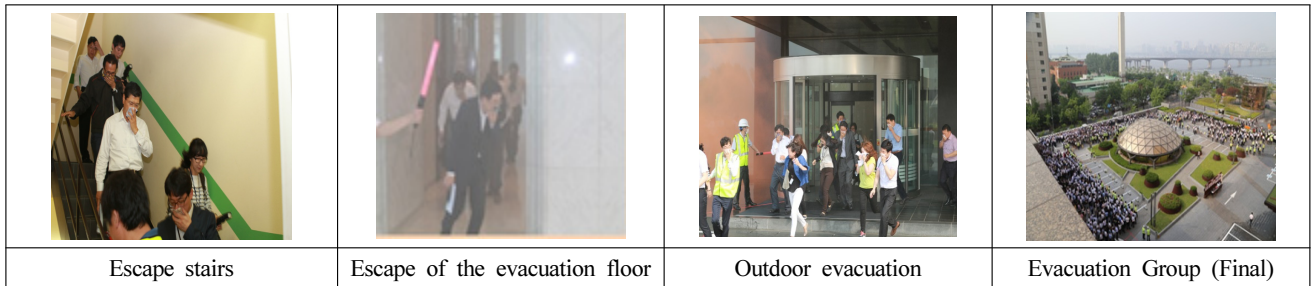 Escape stairs
Escape of the evacuation floor
Outdoor evacuation
Evacuation Group (Final)